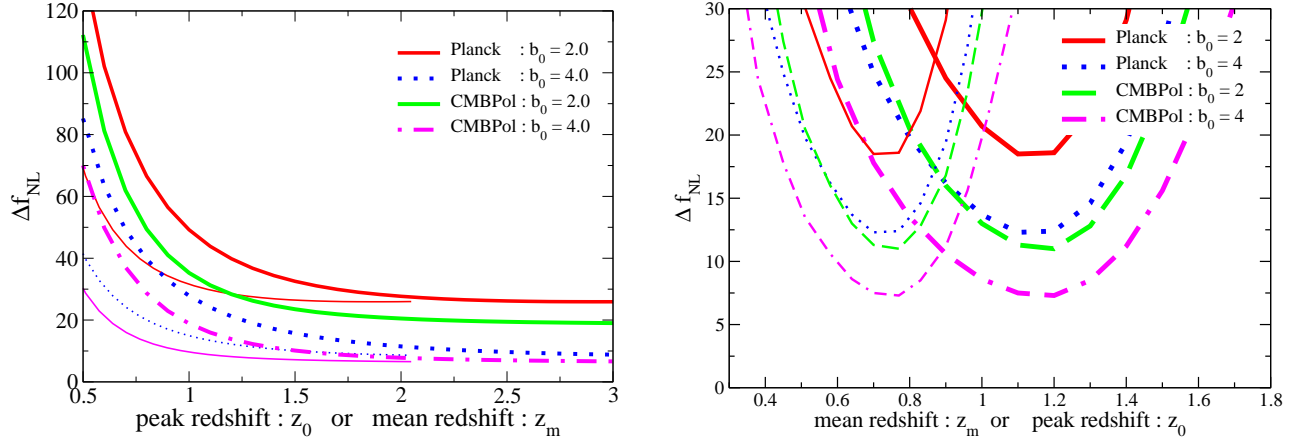 120
100
80
60
40
20
0
Δf_NL
Planck : b_0 = 2.0
Planck : b_0 = 4.0
CMBPol : b_0 = 2.0
CMBPol : b_0 = 4.0
0.5 1 1.5 2 2.5 3
peak redshift : z_0 or mean redshift : z_m
30
25
20
15
10
5
0
Δ f_NL
Planck : b_0 = 2
Planck : b_0 = 4
CMBPol : b_0 = 2
CMBPol : b_0 = 4
0.4 0.6 0.8 1 1.2 1.4 1.6 1.8
mean redshift : z_m or peak redshift : z_0